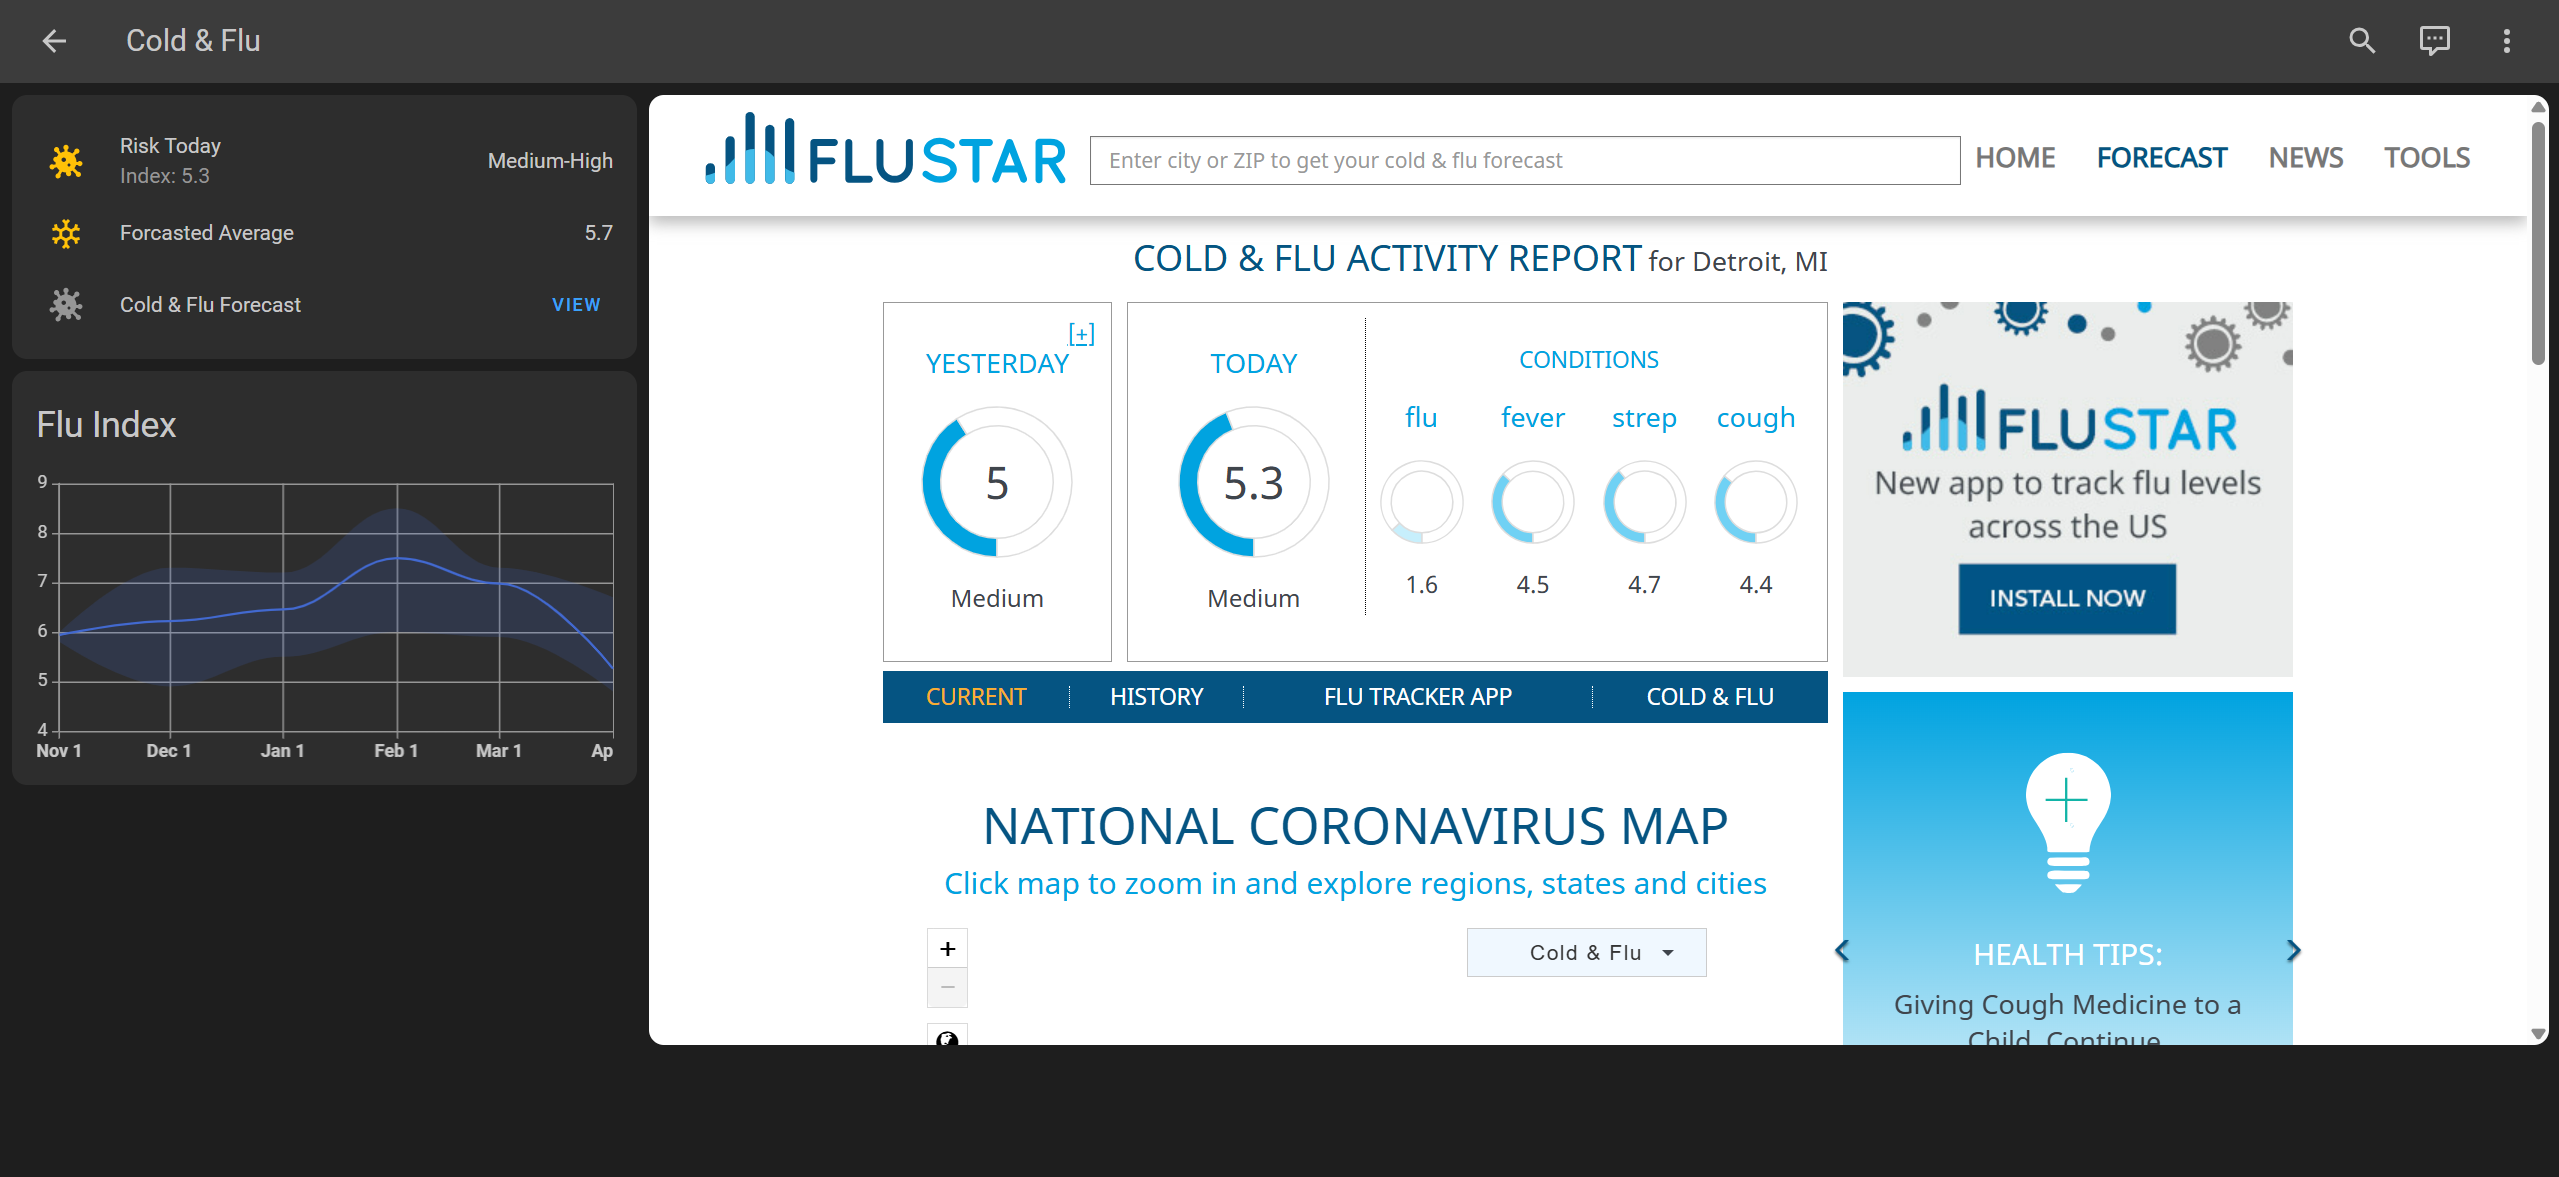 Cold & Flu
Risk Today
Index: 5.3
Medium-High
Forcasted Average
5.7
Cold & Flu Forecast
VIEW
Flu Index
9
8
7
6
5
4
Nov 1
Dec 1
Jan 1
Feb 1
Mar 1
Ap
FLUSTAR
Enter city or ZIP to get your cold & flu forecast
HOME
FORECAST
NEWS
TOOLS
COLD & FLU ACTIVITY REPORT for Detroit, MI
[+]
YESTERDAY
5
Medium
TODAY
5.3
Medium
CONDITIONS
flu
fever
strep
cough
1.6
4.5
4.7
4.4
CURRENT
HISTORY
FLU TRACKER APP
COLD & FLU
NATIONAL CORONAVIRUS MAP
Click map to zoom in and explore regions, states and cities
+
−
Cold & Flu
FLUSTAR
New app to track flu levels
across the US
INSTALL NOW
HEALTH TIPS:
Giving Cough Medicine to a
Child. Continue